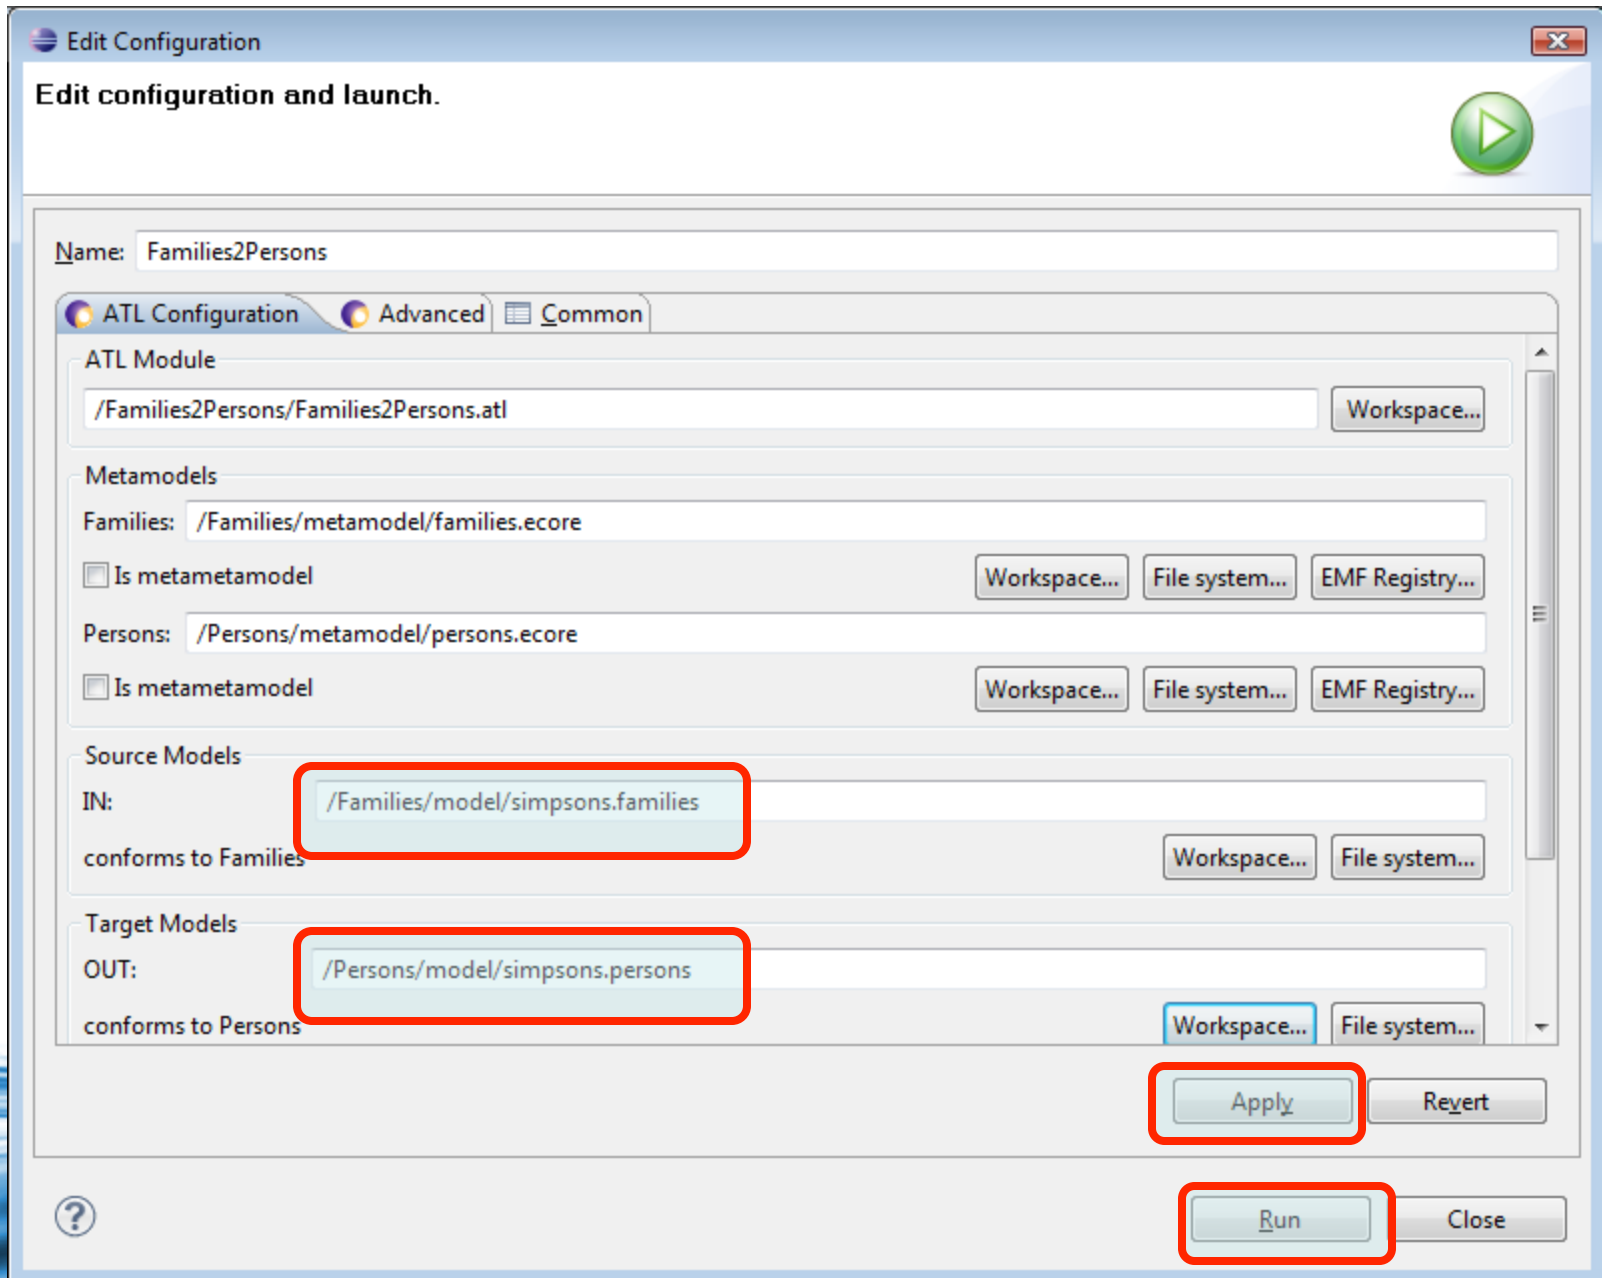 Edit Configuration
Edit configuration and launch.
Name: Families2Persons
ATL Configuration Advanced Common
ATL Module
/Families2Persons/Families2Persons.atl Workspace...
Metamodels
Families: /Families/metamodel/families.ecore
Is metametamodel Workspace... File system... EMF Registry...
Persons: /Persons/metamodel/persons.ecore
Is metametamodel Workspace... File system... EMF Registry...
Source Models
IN: /Families/model/simpsons.families
conforms to Families Workspace... File system...
Target Models
OUT: /Persons/model/simpsons.persons
conforms to Persons Workspace... File system...
Apply Revert
? Run Close